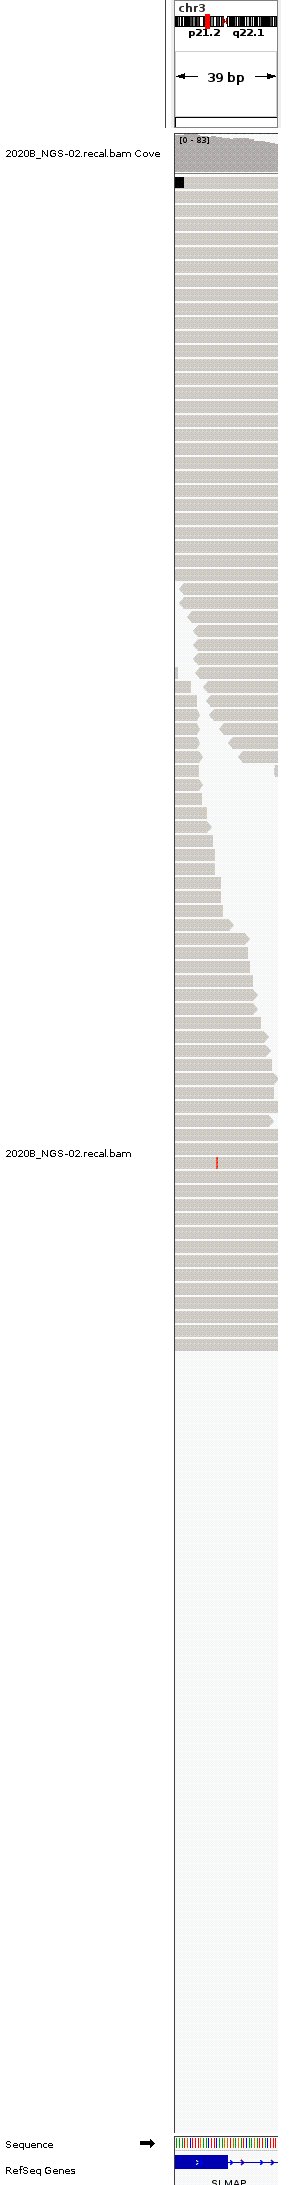 chr3
p21.2 q22.1
39 bp
[0 - 83]
2020B_NGS-02.recal.bam Cove
2020B_NGS-02.recal.bam
Sequence
RefSeq Genes
SLMAP